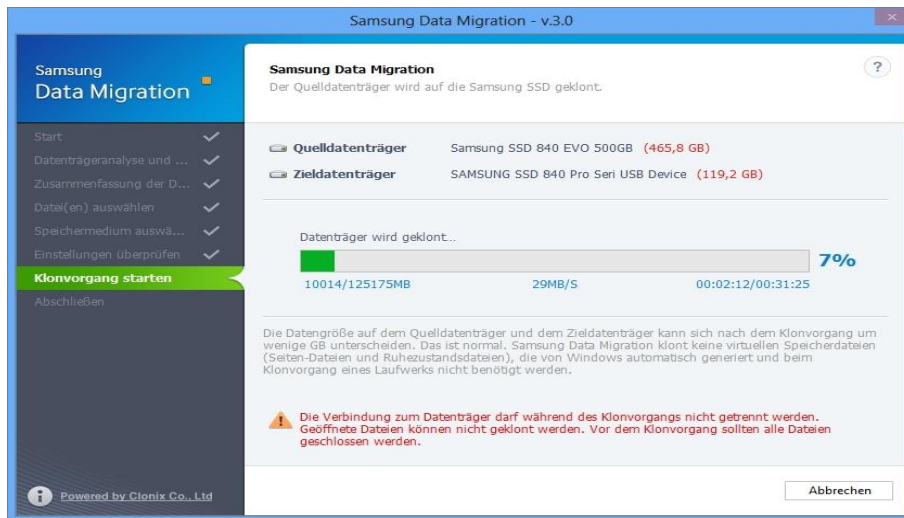 Samsung Data Migration - v.3.0
Samsung
Data Migration
Start
Datenträgeranalyse und ...
Zusammenfassung der D...
Datei(en) auswählen
Speichermedium auswä...
Einstellungen überprüfen
Klonvorgang starten
Abschließen
Powered by Clonix Co., Ltd
Samsung Data Migration
Der Quelldatenträger wird auf die Samsung SSD geklont.
?
Quelldatenträger Samsung SSD 840 EVO 500GB (465,8 GB)
Zieldatenträger SAMSUNG SSD 840 Pro Seri USB Device (119,2 GB)
Datenträger wird geklont...
7%
10014/125175MB 29MB/S 00:02:12/00:31:25
Die Datengröße auf dem Quelldatenträger und dem Zieldatenträger kann sich nach dem Klonvorgang um
wenige GB unterscheiden. Das ist normal. Samsung Data Migration klont keine virtuellen Speicherdateien
(Seiten-Dateien und Ruhezustandsdateien), die von Windows automatisch generiert und beim
Klonvorgang eines Laufwerks nicht benötigt werden.
Die Verbindung zum Datenträger darf während des Klonvorgangs nicht getrennt werden.
Geöffnete Dateien können nicht geklont werden. Vor dem Klonvorgang sollten alle Dateien
geschlossen werden.
Abbrechen